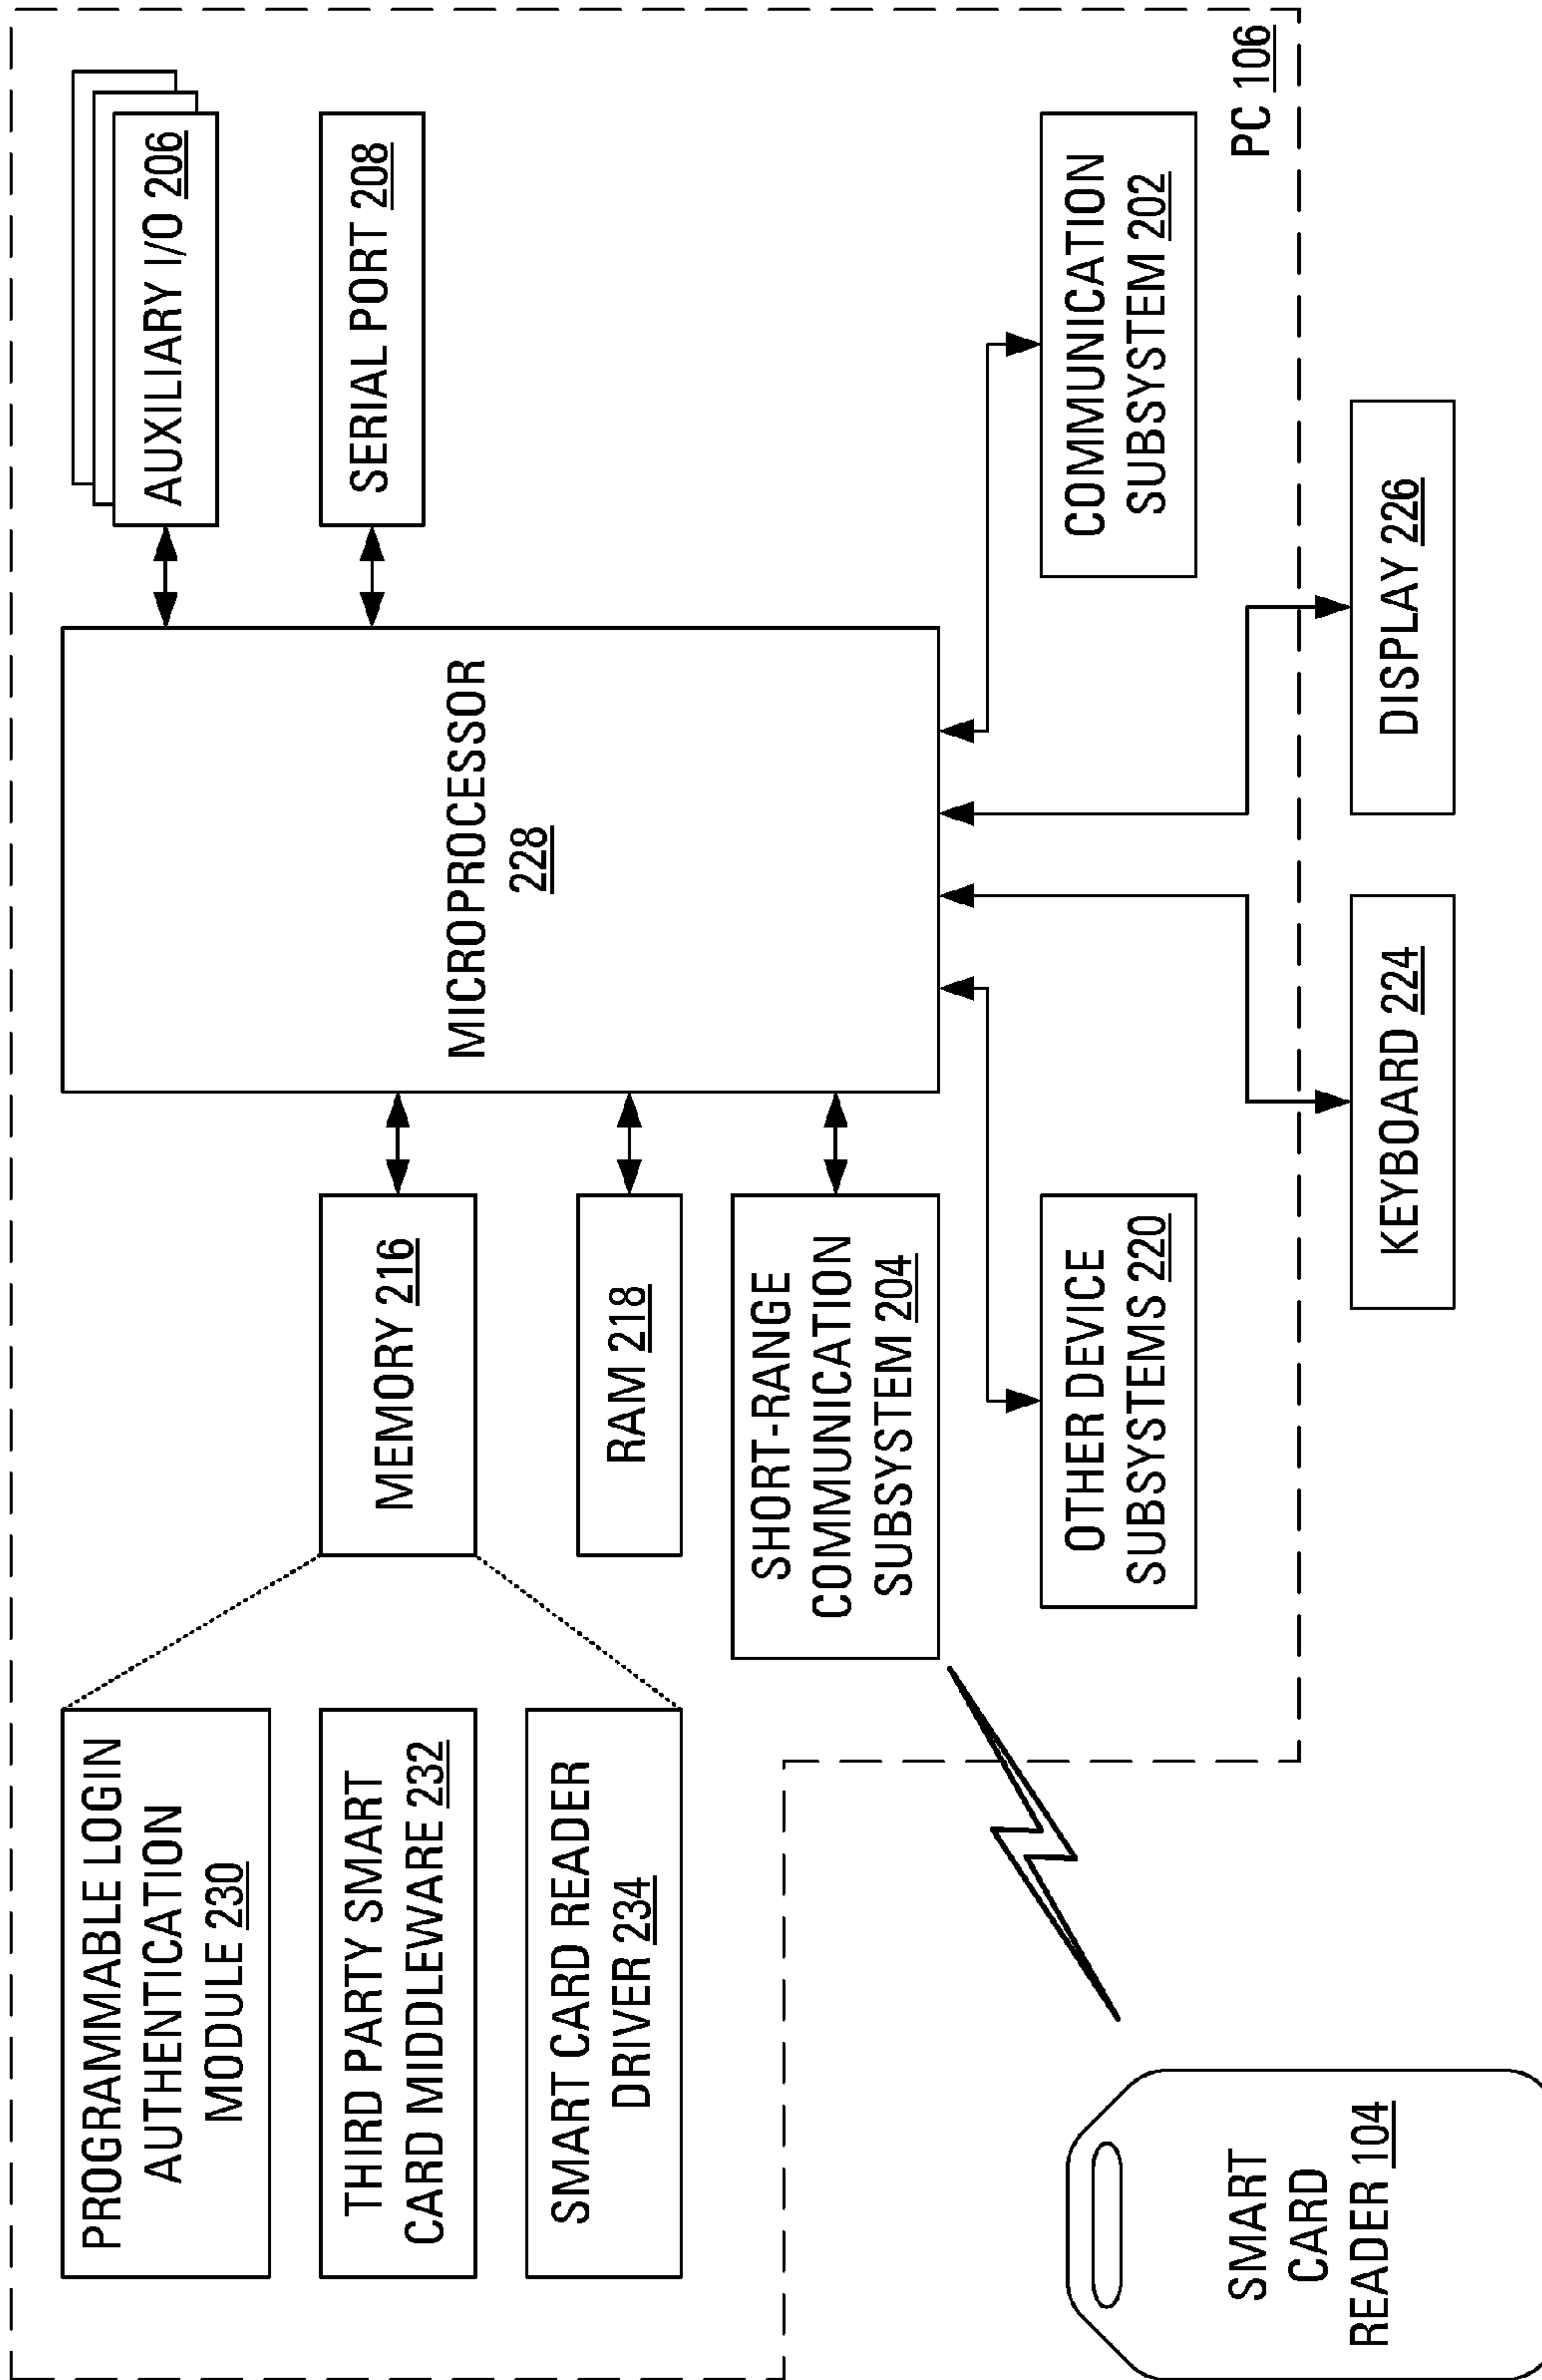 PROGRAMMABLE LOGIN
AUTHENTICATION
MODULE 230
THIRD PARTY SMART
CARD MIDDLEWARE 232
SMART CARD READER
DRIVER 234
MEMORY 216
RAM 218
SHORT-RANGE
COMMUNICATION
SUBSYSTEM 204
MICROPROCESSOR
228
AUXILIARY I/O 206
SERIAL PORT 208
OTHER DEVICE
SUBSYSTEMS 220
COMMUNICATION
SUBSYSTEM 202
PC 106
SMART
CARD
READER 104
KEYBOARD 224
DISPLAY 226